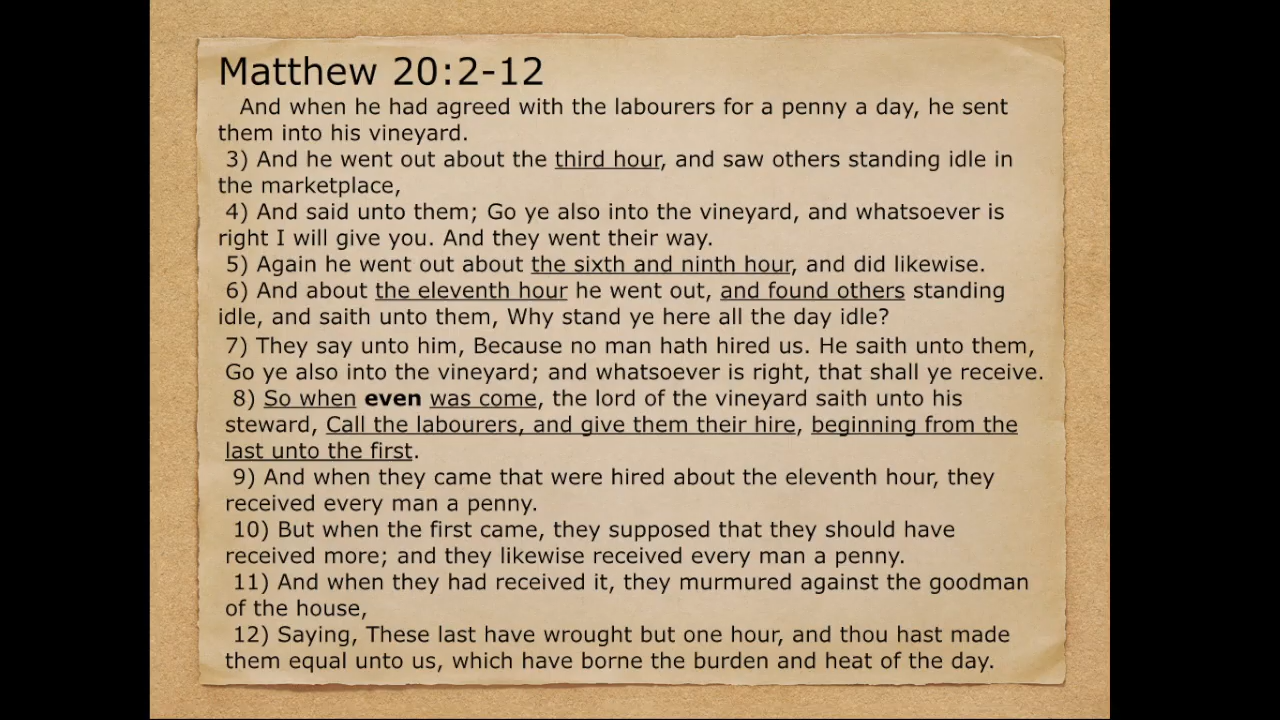 Matthew 20:2-12
And when he had agreed with the labourers for a penny a day, he sent
them into his vineyard.
3) And he went out about the third hour, and saw others standing idle in
the marketplace,
4) And said unto them; Go ye also into the vineyard, and whatsoever is
right I will give you. And they went their way.
5) Again he went out about the sixth and ninth hour, and did likewise.
6) And about the eleventh hour he went out, and found others standing
idle, and saith unto them, Why stand ye here all the day idle?
7) They say unto him, Because no man hath hired us. He saith unto them,
Go ye also into the vineyard; and whatsoever is right, that shall ye receive.
8) So when even was come, the lord of the vineyard saith unto his
steward, Call the labourers, and give them their hire, beginning from the
last unto the first.
9) And when they came that were hired about the eleventh hour, they
received every man a penny.
10) But when the first came, they supposed that they should have
received more; and they likewise received every man a penny.
11) And when they had received it, they murmured against the goodman
of the house,
12) Saying, These last have wrought but one hour, and thou hast made
them equal unto us, which have borne the burden and heat of the day.